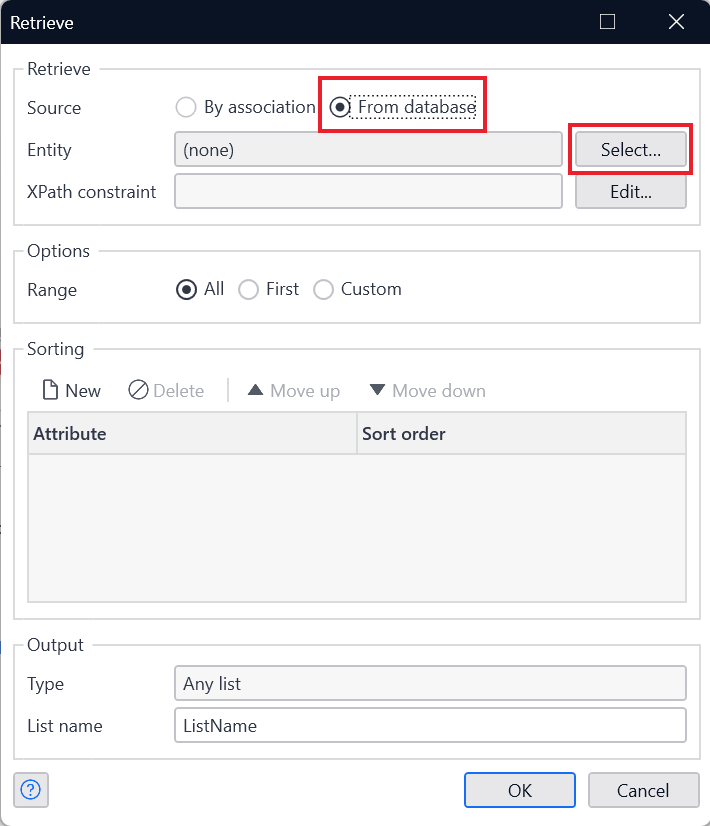 Retrieve
Retrieve
Source By association From database
Entity (none) Select...
XPath constraint Edit...
Options
Range All First Custom
Sorting
New Delete Move up Move down
Attribute Sort order
Output
Type Any list
List name ListName
? OK Cancel